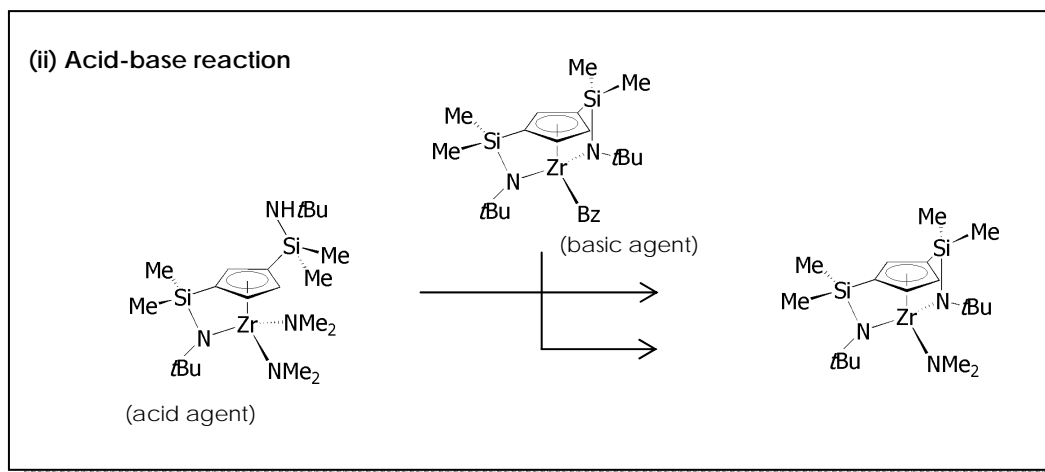 (ii) Acid-base reaction
Me
Me
Si
Me
Me
Si
N
tBu
Zr
N
tBu
Bz
(basic agent)
NHtBu
Si
Me
Me
Me
Me
Si
Zr
NMe2
N
tBu
NMe2
(acid agent)
Me
Me
Si
Me
Me
Si
N
tBu
Zr
N
tBu
NMe2